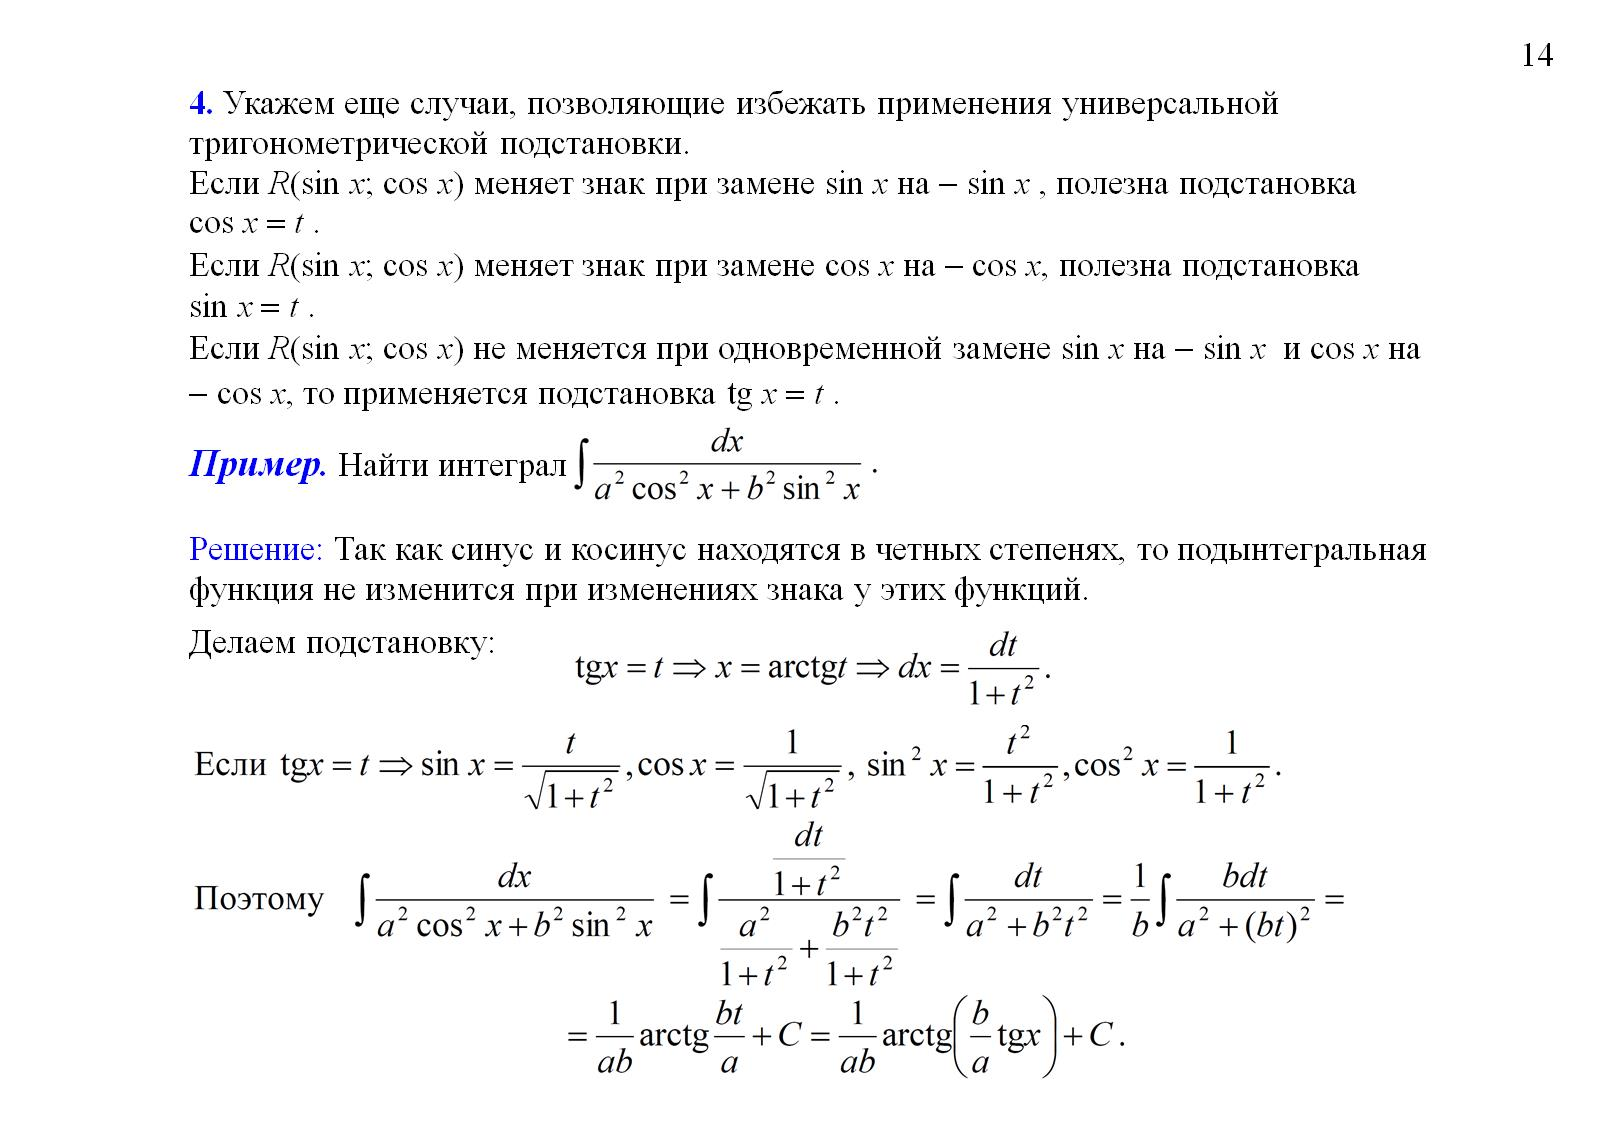 14
4. Укажем еще случаи, позволяющие избежать применения универсальной
тригонометрической подстановки.
Если R(sin x; cos x) меняет знак при замене sin x на − sin x , полезна подстановка
cos x = t .
Если R(sin x; cos x) меняет знак при замене cos x на − cos x, полезна подстановка
sin x = t .
Если R(sin x; cos x) не меняется при одновременной замене sin x на − sin x и cos x на
− cos x, то применяется подстановка tg x = t .
Пример. Найти интеграл ∫ dx / (a² cos² x + b² sin² x) .
Решение: Так как синус и косинус находятся в четных степенях, то подынтегральная
функция не изменится при изменениях знака у этих функций.
Делаем подстановку: tgx = t ⇒ x = arctgt ⇒ dx = dt / (1 + t²) .
Если tgx = t ⇒ sin x = t / √(1 + t²) , cos x = 1 / √(1 + t²) , sin² x = t² / (1 + t²) , cos² x = 1 / (1 + t²) .
Поэтому ∫ dx / (a² cos² x + b² sin² x) = ∫ (dt / (1 + t²)) / (a² / (1 + t²) + b²t² / (1 + t²)) = ∫ dt / (a² + b²t²) = 1/b ∫ bdt / (a² + (bt)²) =
= 1/ab arctg bt/a + C = 1/ab arctg(b/a tgx) + C .